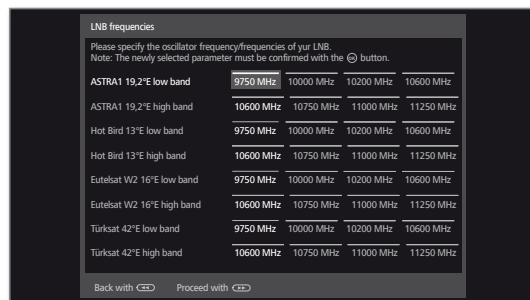 LNB frequencies
Please specify the oscillator frequency/frequencies of yur LNB.
Note: The newly selected parameter must be confirmed with the OK button.
ASTRA1 19,2°E low band 9750 MHz 10000 MHz 10200 MHz 10600 MHz
ASTRA1 19,2°E high band 10600 MHz 10750 MHz 11000 MHz 11250 MHz
Hot Bird 13°E low band 9750 MHz 10000 MHz 10200 MHz 10600 MHz
Hot Bird 13°E high band 10600 MHz 10750 MHz 11000 MHz 11250 MHz
Eutelsat W2 16°E low band 9750 MHz 10000 MHz 10200 MHz 10600 MHz
Eutelsat W2 16°E high band 10600 MHz 10750 MHz 11000 MHz 11250 MHz
Türksat 42°E low band 9750 MHz 10000 MHz 10200 MHz 10600 MHz
Türksat 42°E high band 10600 MHz 10750 MHz 11000 MHz 11250 MHz
Back with Proceed with